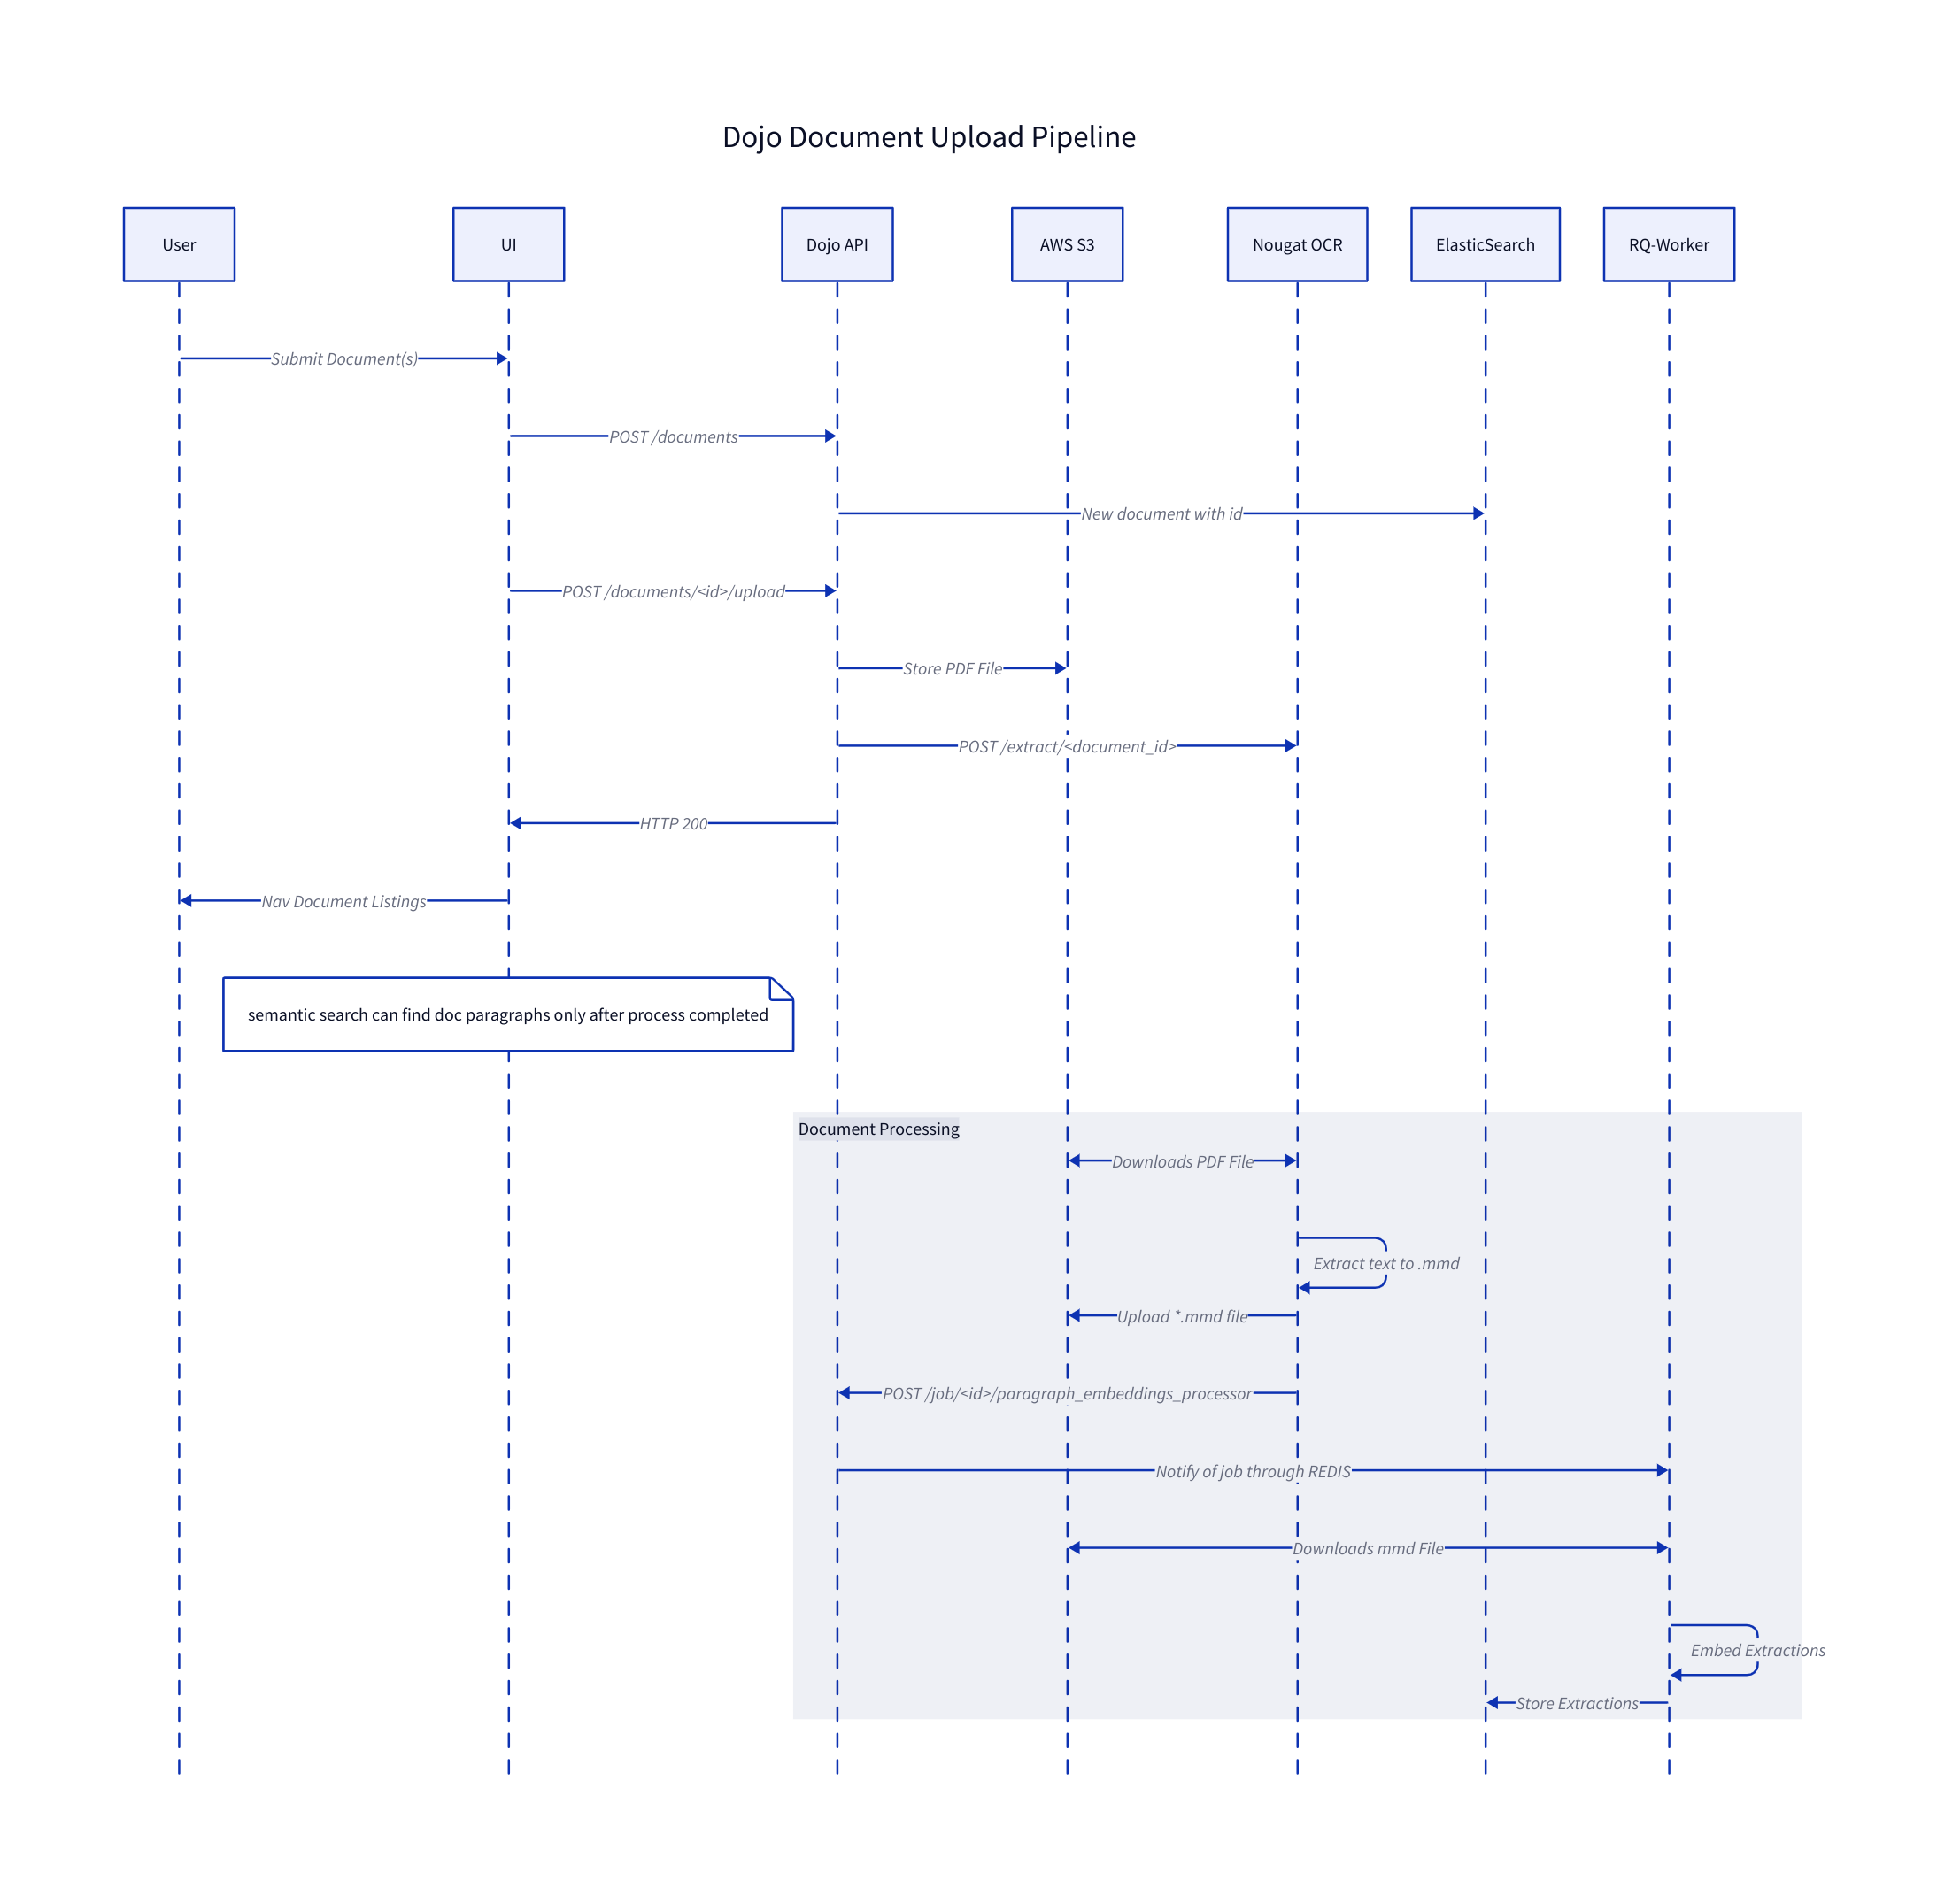 Dojo Document Upload Pipeline
User
UI
Dojo API
AWS S3
Nougat OCR
ElasticSearch
RQ-Worker
Submit Document(s)
POST /documents
New document with id
POST /documents/<id>/upload
Store PDF File
POST /extract/<document_id>
HTTP 200
Nav Document Listings
semantic search can find doc paragraphs only after process completed
Document Processing
Downloads PDF File
Extract text to .mmd
Upload *.mmd file
POST /job/<id>/paragraph_embeddings_processor
Notify of job through REDIS
Downloads mmd File
Embed Extractions
Store Extractions